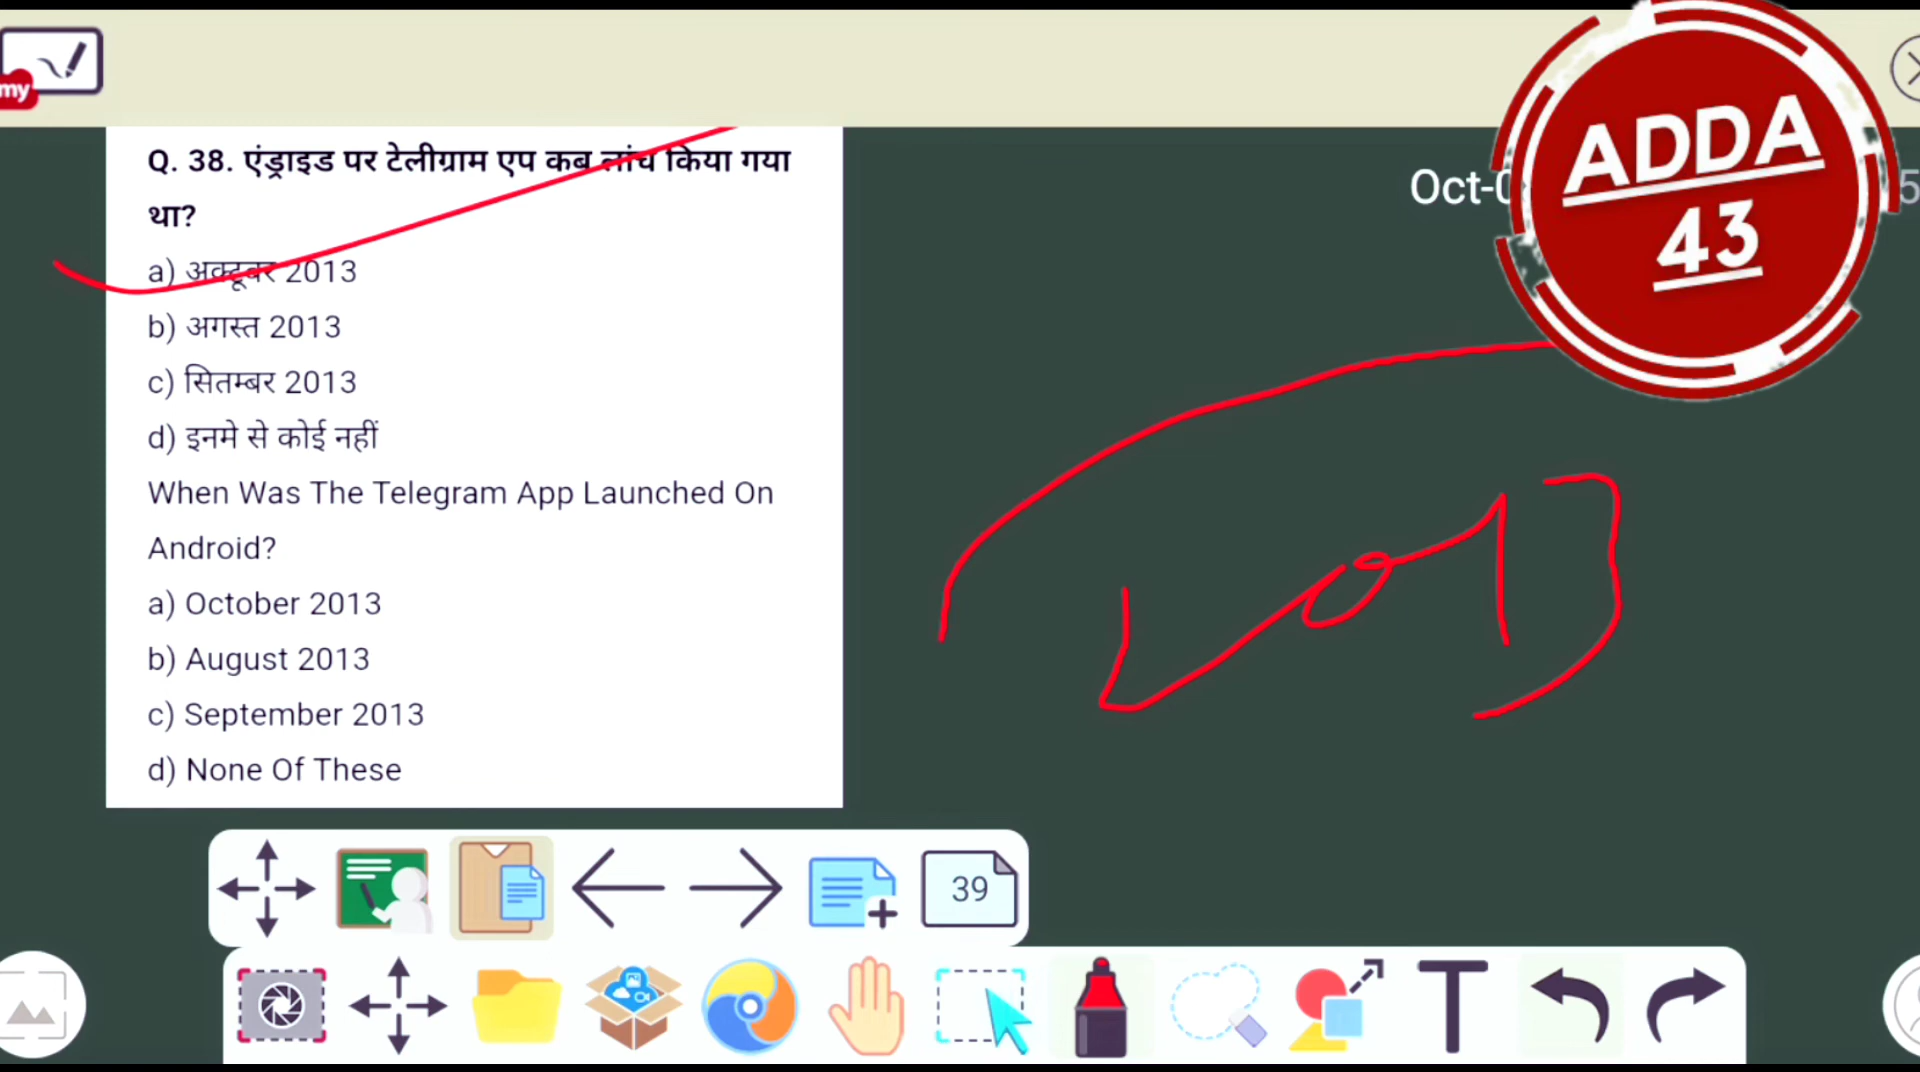 my
Q. 38. एंड्राइड पर टेलीग्राम एप कब लांच किया गया
था?
a) अक्टूबर 2013
b) अगस्त 2013
c) सितम्बर 2013
d) इनमे से कोई नहीं
When Was The Telegram App Launched On
Android?
a) October 2013
b) August 2013
c) September 2013
d) None Of These
ADDA
43
39
T